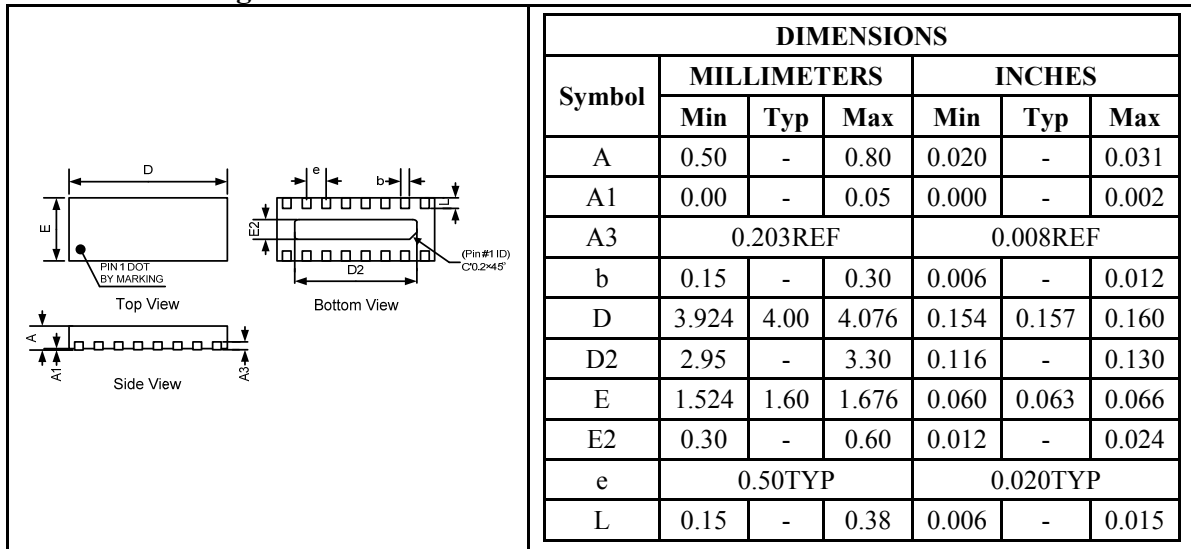 D
E
PIN 1 DOT
BY MARKING
Top View
e
b
L
E2
D2
(Pin #1 ID)
C'0.2×45°
Bottom View
A
A1
A3
Side View
DIMENSIONS
Symbol MILLIMETERS INCHES
Min Typ Max Min Typ Max
A 0.50 - 0.80 0.020 - 0.031
A1 0.00 - 0.05 0.000 - 0.002
A3 0.203REF 0.008REF
b 0.15 - 0.30 0.006 - 0.012
D 3.924 4.00 4.076 0.154 0.157 0.160
D2 2.95 - 3.30 0.116 - 0.130
E 1.524 1.60 1.676 0.060 0.063 0.066
E2 0.30 - 0.60 0.012 - 0.024
e 0.50TYP 0.020TYP
L 0.15 - 0.38 0.006 - 0.015